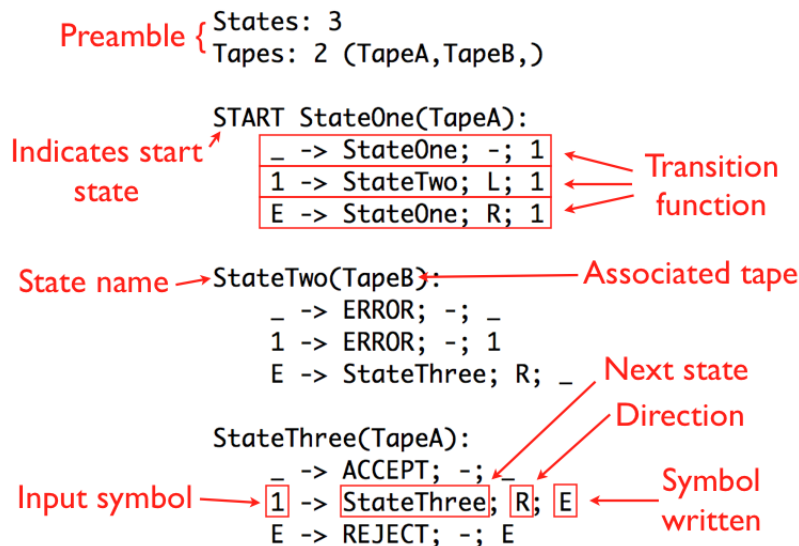 Preamble { States: 3
Tapes: 2 (TapeA,TapeB,)
START StateOne(TapeA):
Indicates start state
_ -> StateOne; -; 1
1 -> StateTwo; L; 1
E -> StateOne; R; 1
Transition function
State name
StateTwo(TapeB):
Associated tape
_ -> ERROR; -; _
1 -> ERROR; -; 1
E -> StateThree; R; _
Next state
Direction
StateThree(TapeA):
_ -> ACCEPT; -; _
Input symbol
1 -> StateThree; R; E
Symbol written
E -> REJECT; -; E